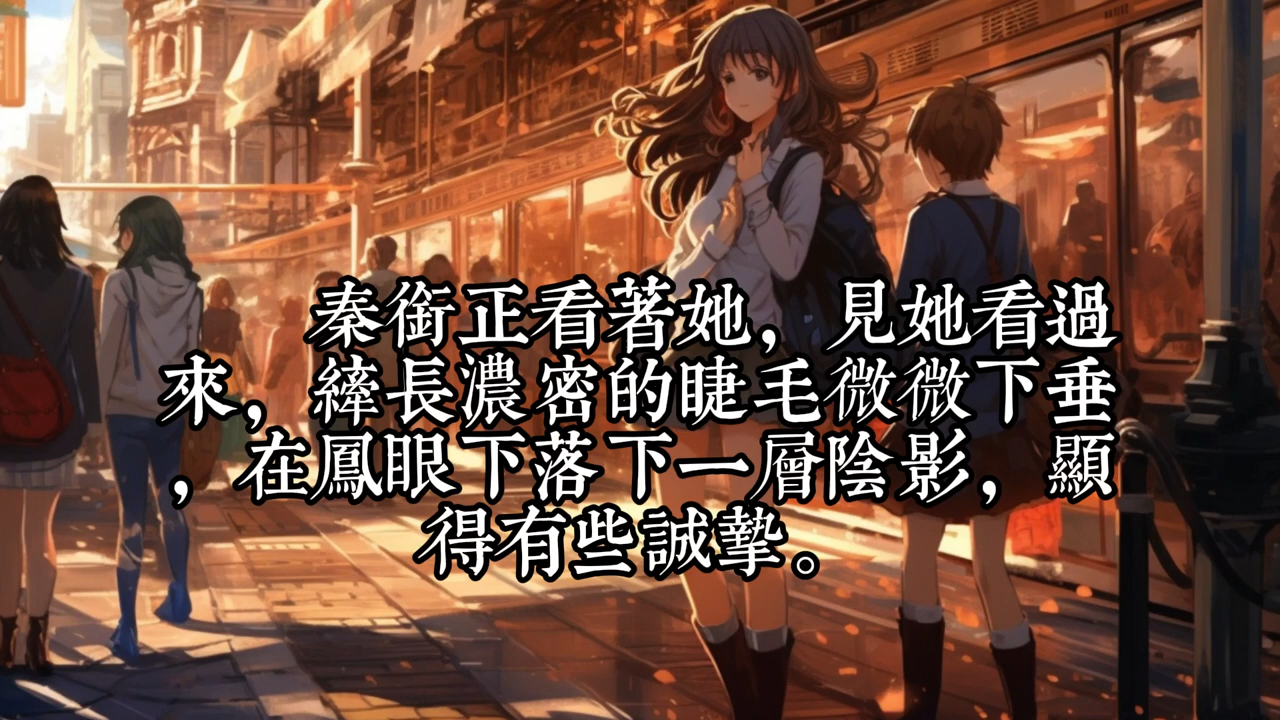 秦銜正看著她，見她看過
來，繂長濃密的睫毛微微下垂
，在鳳眼下落下一層陰影，顯
得有些誠摯。